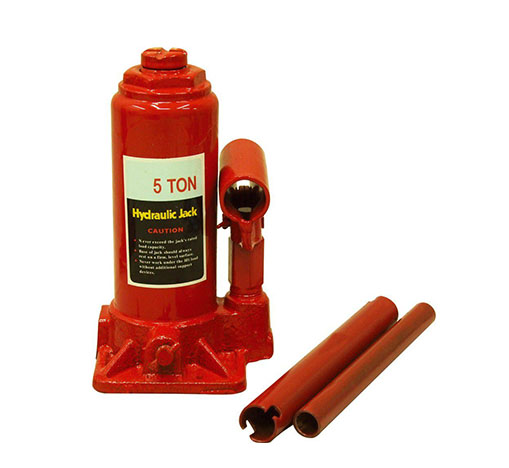 5 TON
Hydraulic Jack
CAUTION
Never exceed the jack's rated
load capacity.
Base of jack should always
rest on a firm, level surface.
Never work under the lift load
without additional support
devices.